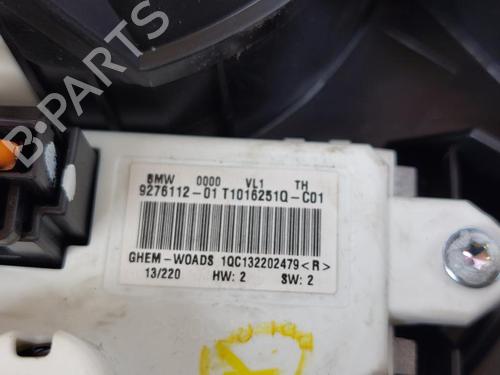 BMW 0000 VL1 TH
9276112-01 T1016251Q-C01
GHEM-WOADS 1QC132202479<R>
13/220 HW: 2 SW: 2
B-PARTS